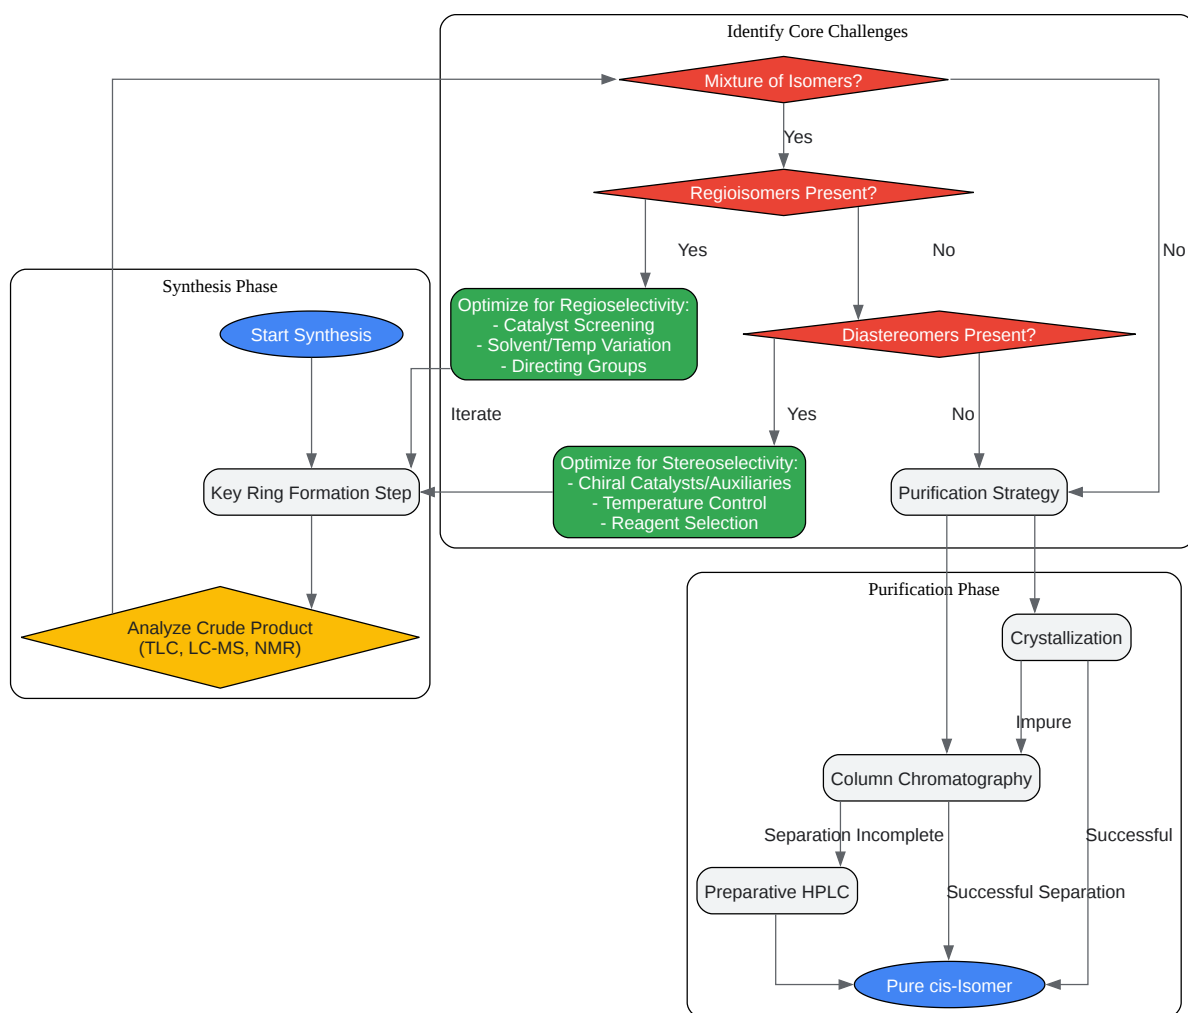 Identify Core Challenges
Mixture of Isomers?
Yes
Regioisomers Present?
Yes
No
No
Synthesis Phase
Start Synthesis
Optimize for Regioselectivity:
- Catalyst Screening
- Solvent/Temp Variation
- Directing Groups
Diastereomers Present?
Iterate
Yes
No
Key Ring Formation Step
Optimize for Stereoselectivity:
- Chiral Catalysts/Auxiliaries
- Temperature Control
- Reagent Selection
Purification Strategy
Analyze Crude Product
(TLC, LC-MS, NMR)
Purification Phase
Crystallization
Impure
Column Chromatography
Separation Incomplete
Successful
Preparative HPLC
Successful Separation
Pure cis-Isomer